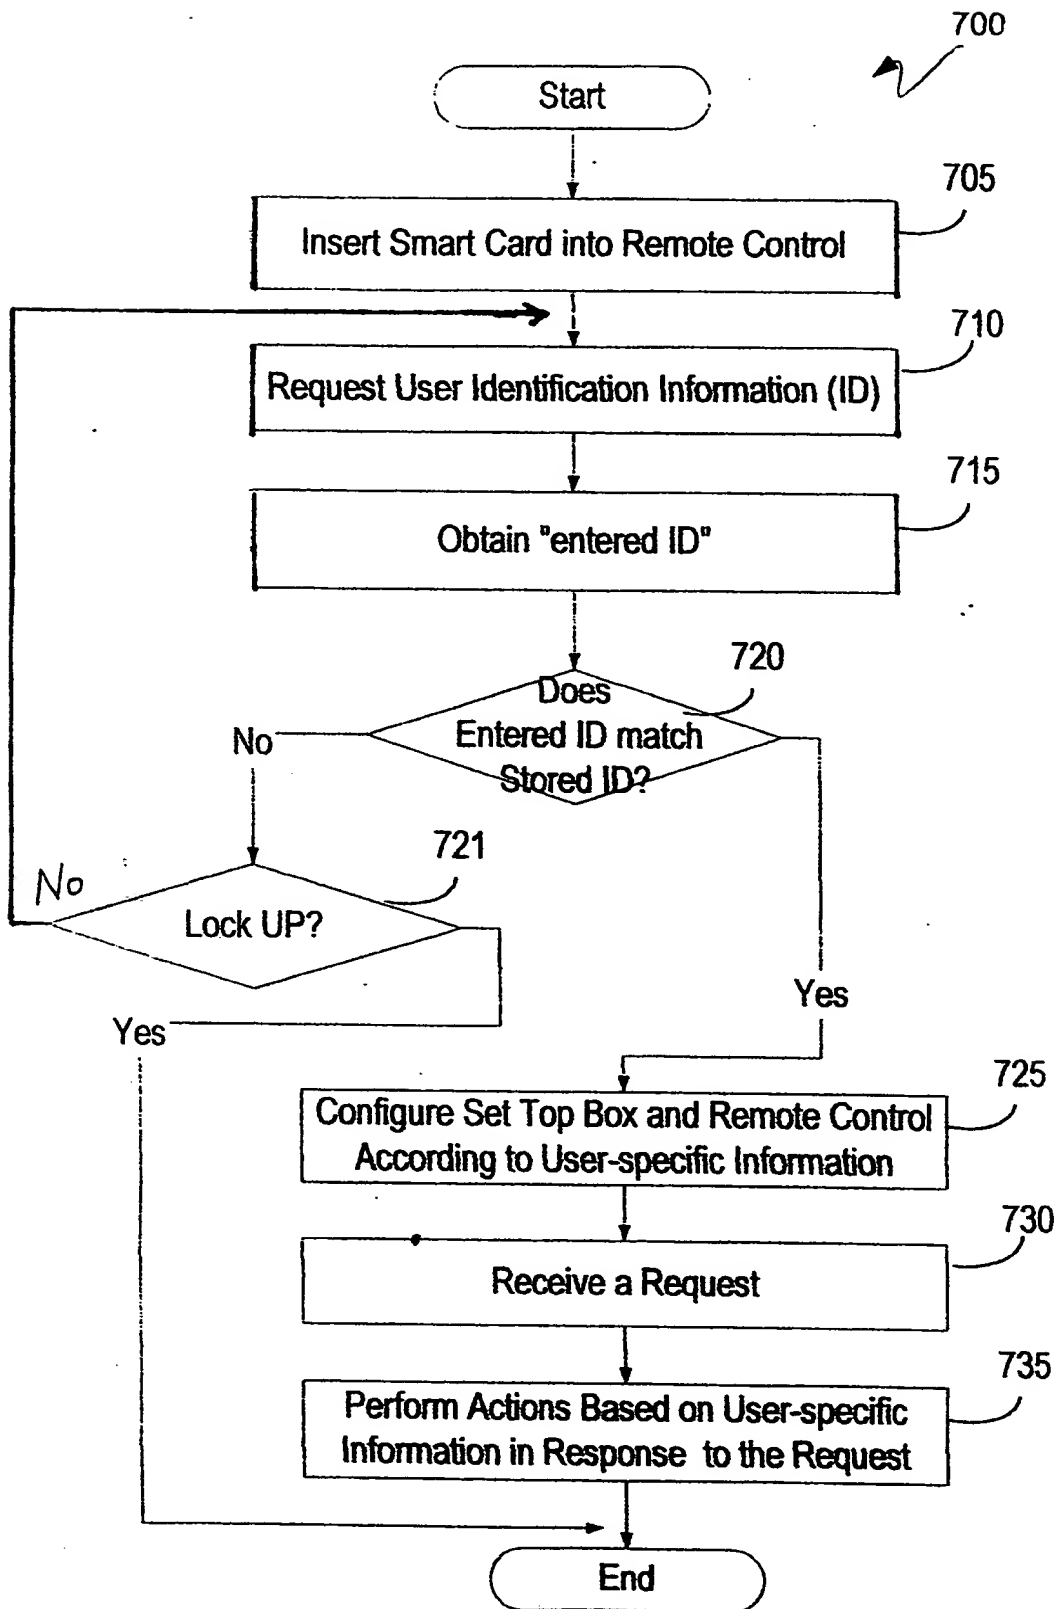 700
Start
705
Insert Smart Card into Remote Control
710
Request User Identification Information (ID)
715
Obtain "entered ID"
720
Does
Entered ID match
Stored ID?
No
721
No
Lock UP?
Yes
Yes
725
Configure Set Top Box and Remote Control
According to User-specific Information
730
Receive a Request
735
Perform Actions Based on User-specific
Information in Response to the Request
End